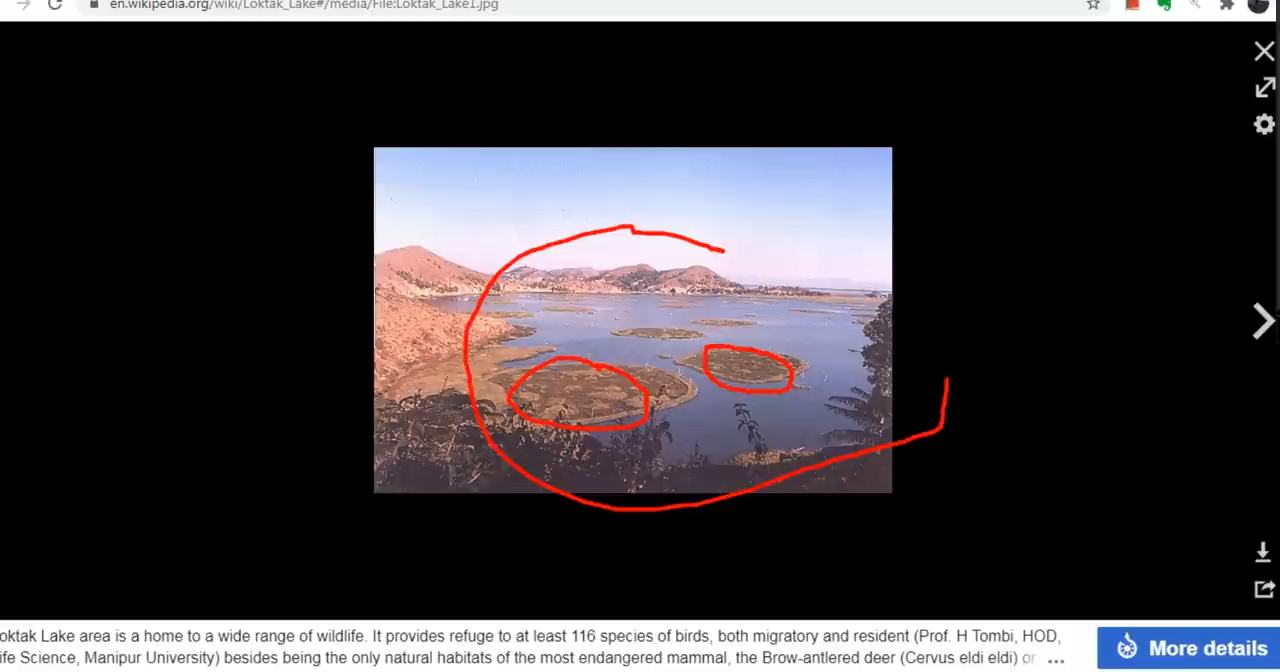 en.wikipedia.org/wiki/Loktak_Lake#/media/File:Loktak_Lake1.jpg
oktak Lake area is a home to a wide range of wildlife. It provides refuge to at least 116 species of birds, both migratory and resident (Prof. H Tombi, HOD,
ife Science, Manipur University) besides being the only natural habitats of the most endangered mammal, the Brow-antlered deer (Cervus eldi eldi) or ...
More details